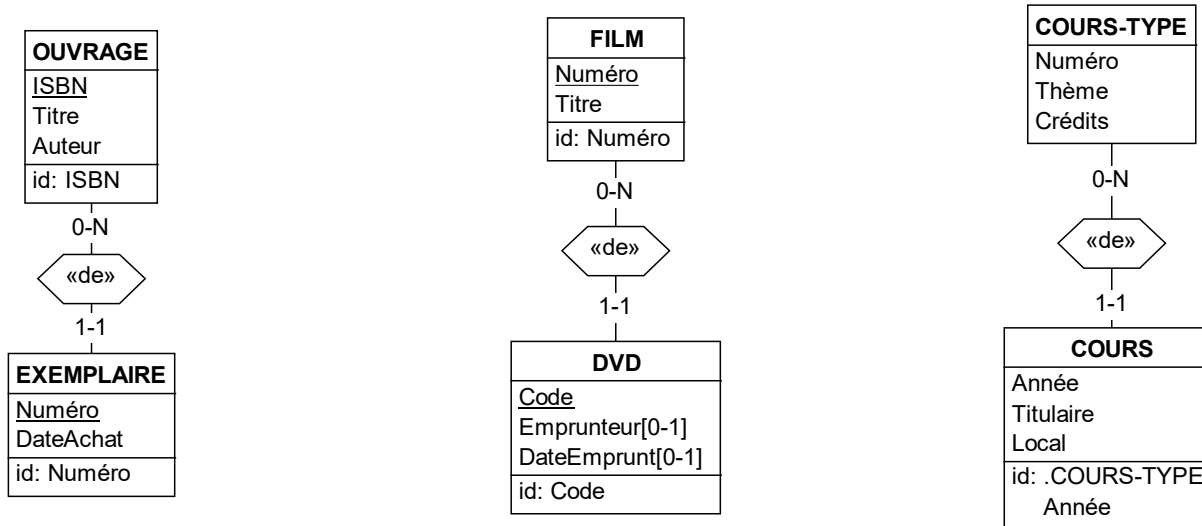 OUVRAGE
ISBN
Titre
Auteur
id: ISBN
0-N
«de»
1-1
EXEMPLAIRE
Numéro
DateAchat
id: Numéro
FILM
Numéro
Titre
id: Numéro
0-N
«de»
1-1
DVD
Code
Emprunteur[0-1]
DateEmprunt[0-1]
id: Code
COURS-TYPE
Numéro
Thème
Crédits
0-N
«de»
1-1
COURS
Année
Titulaire
Local
id: .COURS-TYPE
Année